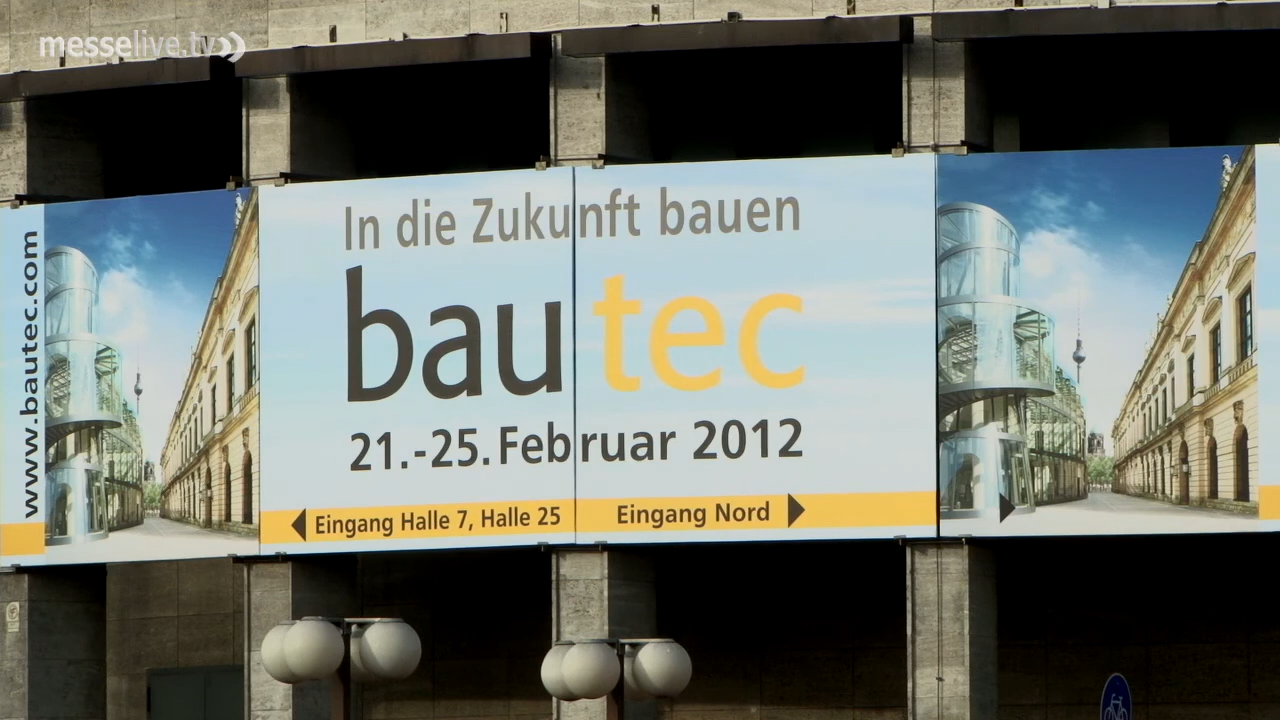 messelive.tv
www.bautec.com
In die Zukunft bauen
bautec
21.-25. Februar 2012
Eingang Halle 7, Halle 25
Eingang Nord